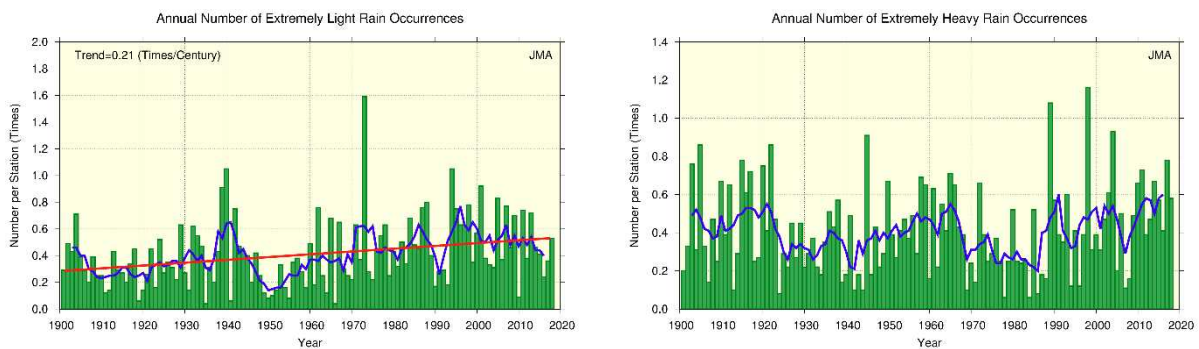 Annual Number of Extremely Light Rain Occurrences
Trend=0.21 (Times/Century)
JMA
Number per Station (Times)
2.0
1.8
1.6
1.4
1.2
1.0
0.8
0.6
0.4
0.2
0.0
1900 1910 1920 1930 1940 1950 1960 1970 1980 1990 2000 2010 2020
Year
Annual Number of Extremely Heavy Rain Occurrences
JMA
Number per Station (Times)
1.4
1.2
1.0
0.8
0.6
0.4
0.2
0.0
1900 1910 1920 1930 1940 1950 1960 1970 1980 1990 2000 2010 2020
Year